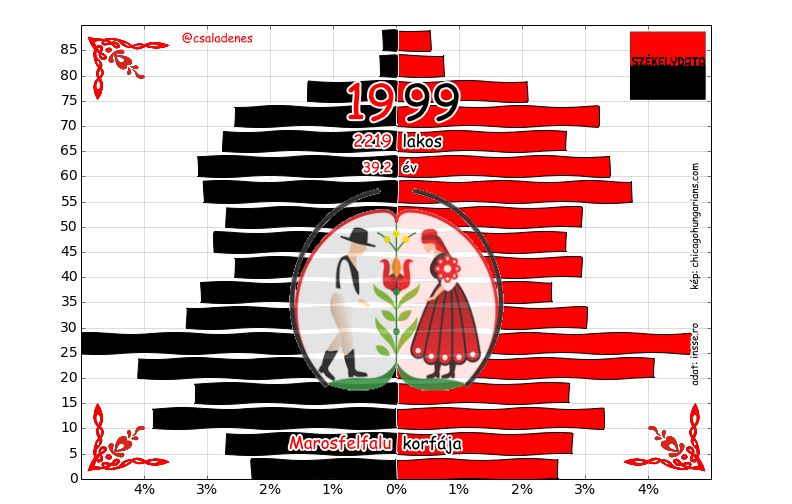 @csaladenes
SZÉKELYDATA
1999
2219 lakos
39.2 év
Marosfelfalu korfája
kép: chicagohungarians.com
adat: insse.ro
85
80
75
70
65
60
55
50
45
40
35
30
25
20
15
10
5
0
4% 3% 2% 1% 0% 1% 2% 3% 4%